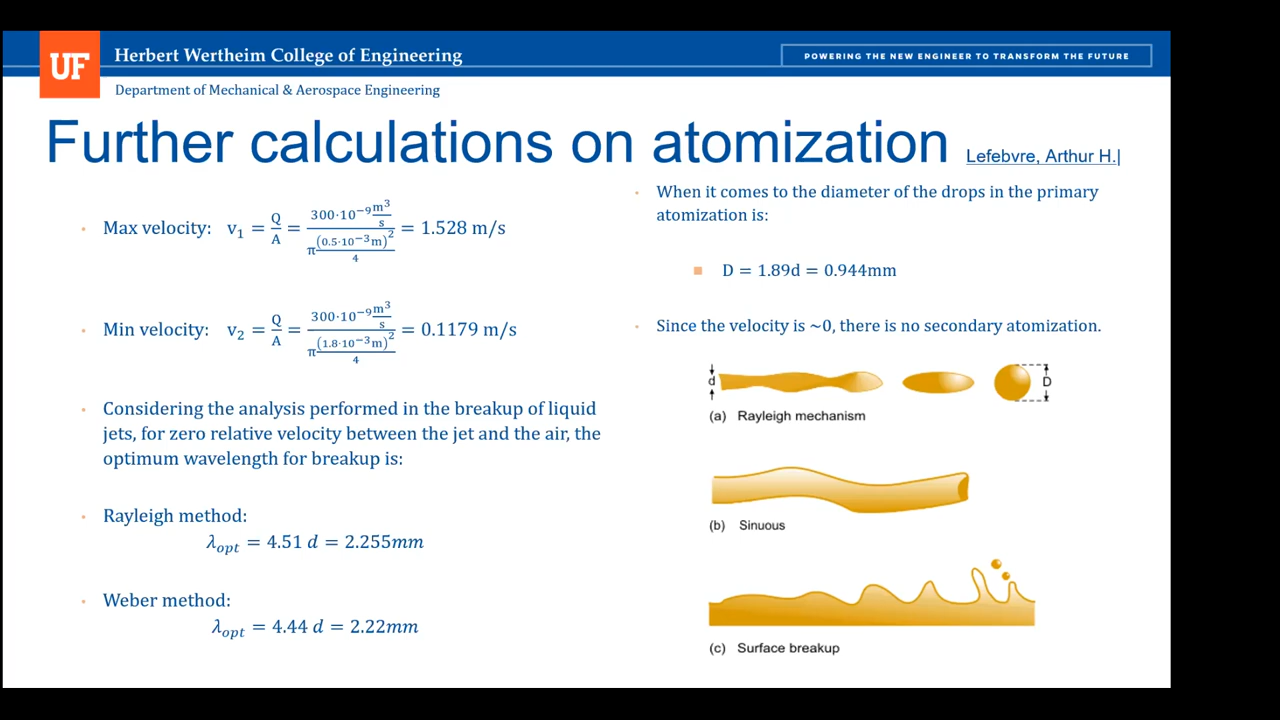 UF
Herbert Wertheim College of Engineering
POWERING THE NEW ENGINEER TO TRANSFORM THE FUTURE
Department of Mechanical & Aerospace Engineering
Further calculations on atomization
Lefebvre, Arthur H.
Max velocity: v₁ = Q/A = (300·10⁻⁹ m³/s) / (π (0.5·10⁻³m)²/4) = 1.528 m/s
Min velocity: v₂ = Q/A = (300·10⁻⁹ m³/s) / (π (1.8·10⁻³m)²/4) = 0.1179 m/s
Considering the analysis performed in the breakup of liquid
jets, for zero relative velocity between the jet and the air, the
optimum wavelength for breakup is:
Rayleigh method:
λopt = 4.51 d = 2.255mm
Weber method:
λopt = 4.44 d = 2.22mm
When it comes to the diameter of the drops in the primary
atomization is:
D = 1.89d = 0.944mm
Since the velocity is ~0, there is no secondary atomization.
d
D
(a) Rayleigh mechanism
(b) Sinuous
(c) Surface breakup